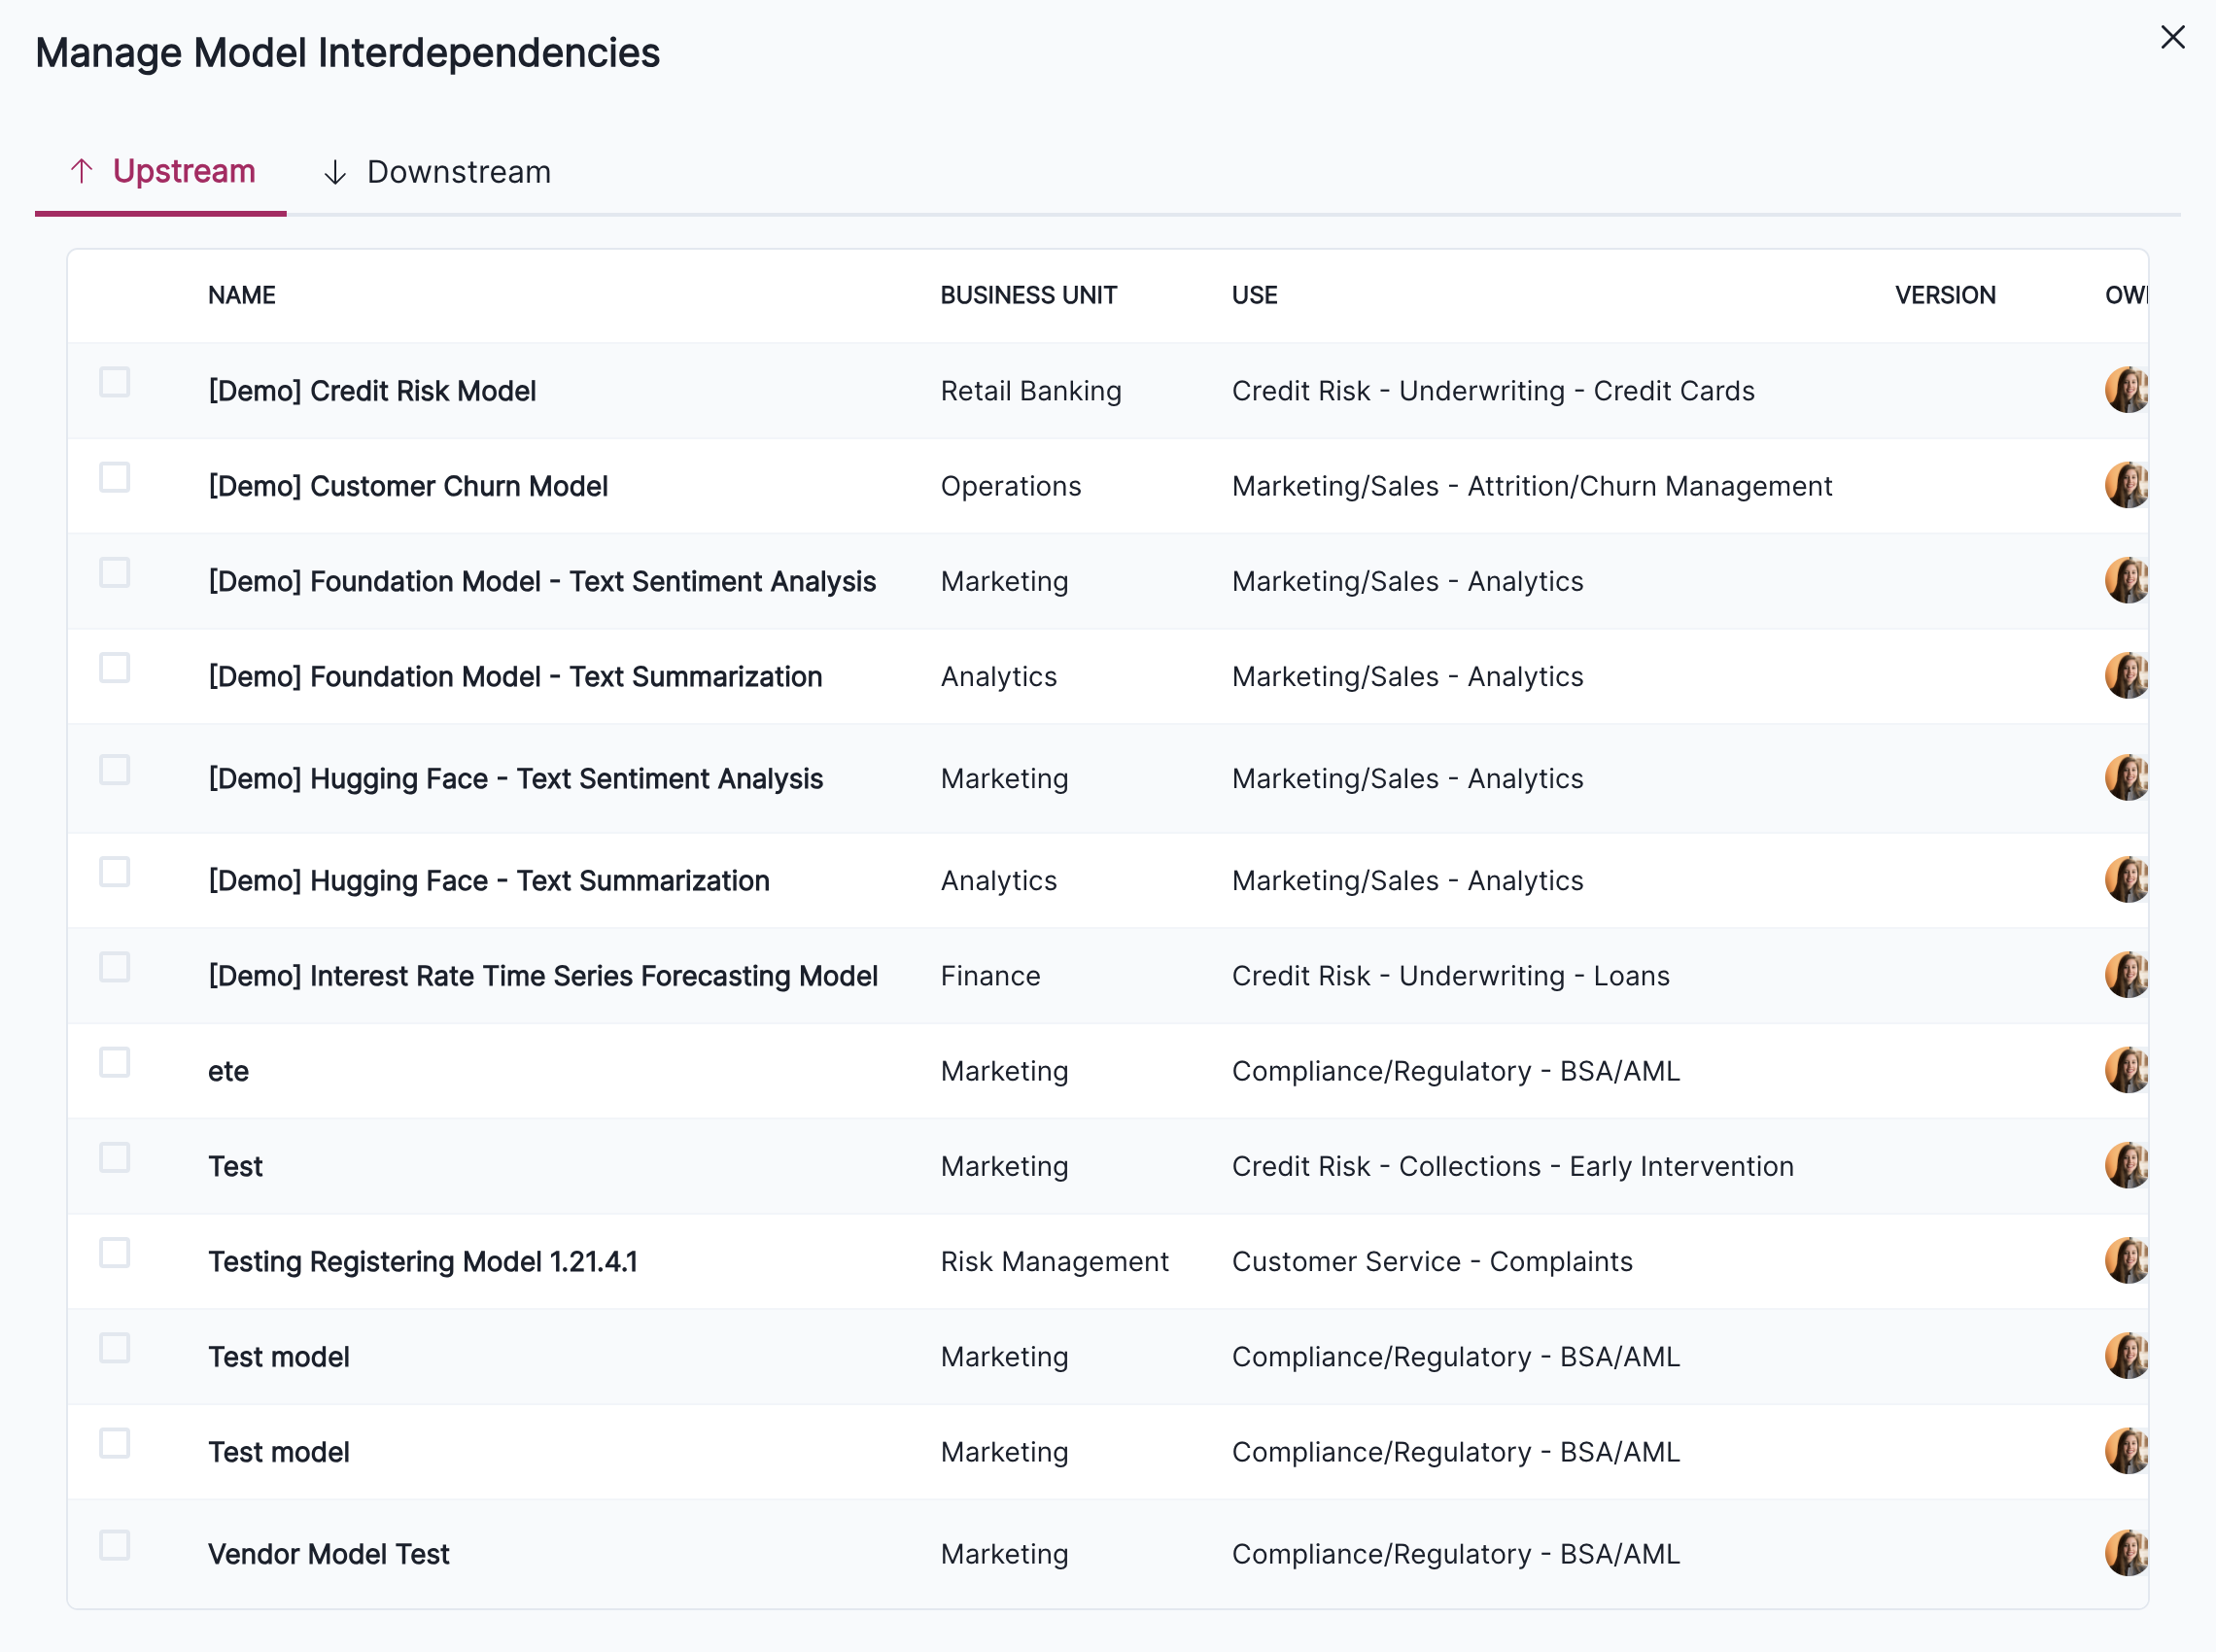 Manage Model Interdependencies
Upstream Downstream
NAME BUSINESS UNIT USE VERSION
[Demo] Credit Risk Model Retail Banking Credit Risk - Underwriting - Credit Cards
[Demo] Customer Churn Model Operations Marketing/Sales - Attrition/Churn Management
[Demo] Foundation Model - Text Sentiment Analysis Marketing Marketing/Sales - Analytics
[Demo] Foundation Model - Text Summarization Analytics Marketing/Sales - Analytics
[Demo] Hugging Face - Text Sentiment Analysis Marketing Marketing/Sales - Analytics
[Demo] Hugging Face - Text Summarization Analytics Marketing/Sales - Analytics
[Demo] Interest Rate Time Series Forecasting Model Finance Credit Risk - Underwriting - Loans
ete Marketing Compliance/Regulatory - BSA/AML
Test Marketing Credit Risk - Collections - Early Intervention
Testing Registering Model 1.21.4.1 Risk Management Customer Service - Complaints
Test model Marketing Compliance/Regulatory - BSA/AML
Test model Marketing Compliance/Regulatory - BSA/AML
Vendor Model Test Marketing Compliance/Regulatory - BSA/AML